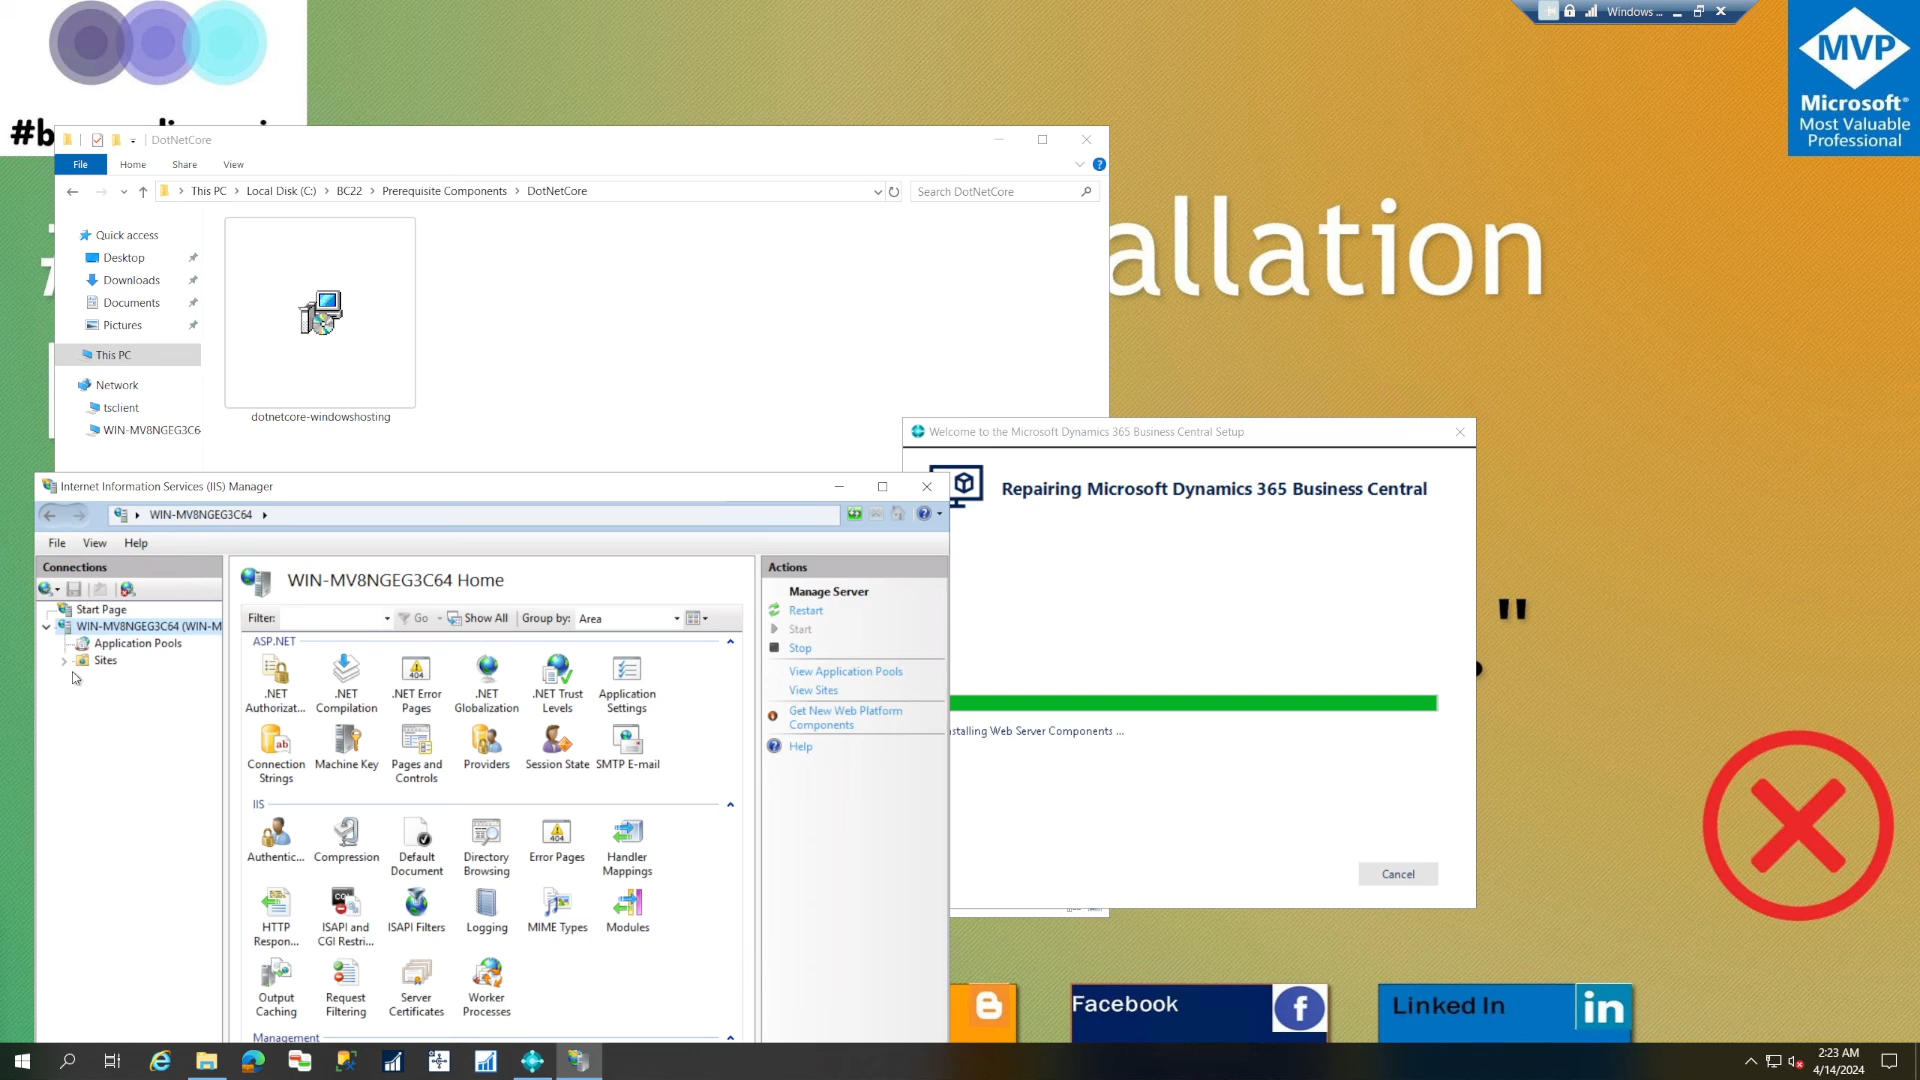 Windows ...
MVP
Microsoft®
Most Valuable
Professional
#b
DotNetCore
File
Home
Share
View
This PC
Local Disk (C:)
BC22
Prerequisite Components
DotNetCore
Search DotNetCore
Quick access
Desktop
Downloads
Documents
Pictures
This PC
Network
tsclient
WIN-MV8NGEG3C64
dotnetcore-windowshosting
allation
Welcome to the Microsoft Dynamics 365 Business Central Setup
Repairing Microsoft Dynamics 365 Business Central
stalling Web Server Components ...
Cancel
"
Internet Information Services (IIS) Manager
WIN-MV8NGEG3C64
File
View
Help
Connections
Start Page
WIN-MV8NGEG3C64 (WIN-M
Application Pools
Sites
WIN-MV8NGEG3C64 Home
Filter:
Go
Show All
Group by:
Area
ASP.NET
.NET Authorizat...
.NET Compilation
.NET Error Pages
.NET Globalization
.NET Trust Levels
Application Settings
Connection Strings
Machine Key
Pages and Controls
Providers
Session State
SMTP E-mail
IIS
Authentic...
Compression
Default Document
Directory Browsing
Error Pages
Handler Mappings
HTTP Respon...
ISAPI and CGI Restri...
ISAPI Filters
Logging
MIME Types
Modules
Output Caching
Request Filtering
Server Certificates
Worker Processes
Management
Actions
Manage Server
Restart
Start
Stop
View Application Pools
View Sites
Get New Web Platform
Components
Help
Facebook
Linked In
2:23 AM
4/14/2024